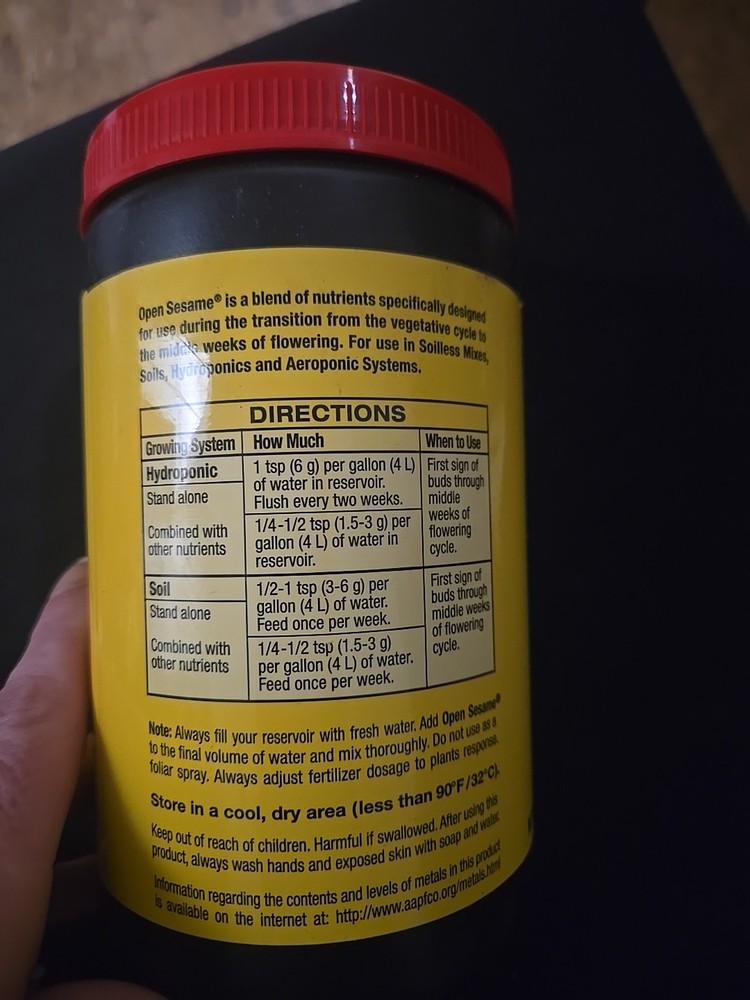 Open Sesame® is a blend of nutrients specifically designed
for use during the transition from the vegetative cycle to
the middle weeks of flowering. For use in Soilless Mixes,
Soils, Hydroponics and Aeroponic Systems.
DIRECTIONS
Growing System How Much When to Use
Hydroponic
Stand alone
1 tsp (6 g) per gallon (4 L)
of water in reservoir.
Flush every two weeks.
Combined with
other nutrients
1/4-1/2 tsp (1.5-3 g) per
gallon (4 L) of water in
reservoir.
First sign of
buds through
middle
weeks of
flowering
cycle.
Soil
Stand alone
1/2-1 tsp (3-6 g) per
gallon (4 L) of water.
Feed once per week.
Combined with
other nutrients
1/4-1/2 tsp (1.5-3 g)
per gallon (4 L) of water.
Feed once per week.
First sign of
buds through
middle weeks
of flowering
cycle.
Note: Always fill your reservoir with fresh water. Add Open Sesame®
to the final volume of water and mix thoroughly. Do not use as a
foliar spray. Always adjust fertilizer dosage to plants response.
Store in a cool, dry area (less than 90°F/32°C).
Keep out of reach of children. Harmful if swallowed. After using this
product, always wash hands and exposed skin with soap and water.
Information regarding the contents and levels of metals in this product
is available on the internet at: http://www.aapfco.org/metals.html